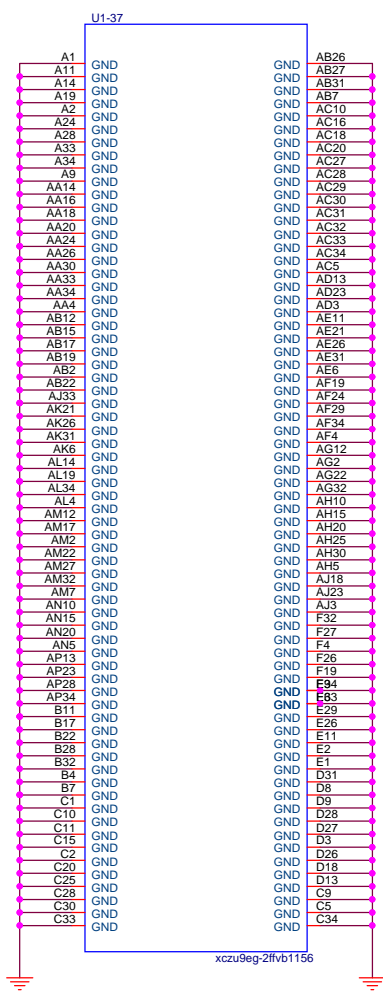 U1-37
A1 GND GND AB26
A11 GND GND AB27
A14 GND GND AB31
A19 GND GND AB7
A2 GND GND AC10
A24 GND GND AC16
A28 GND GND AC18
A33 GND GND AC20
A34 GND GND AC27
A9 GND GND AC28
AA14 GND GND AC29
AA16 GND GND AC30
AA18 GND GND AC31
AA20 GND GND AC32
AA24 GND GND AC33
AA26 GND GND AC34
AA30 GND GND AC5
AA33 GND GND AD13
AA34 GND GND AD23
AA4 GND GND AD3
AB12 GND GND AE11
AB15 GND GND AE21
AB17 GND GND AE26
AB19 GND GND AE31
AB2 GND GND AE6
AB22 GND GND AF19
AJ33 GND GND AF24
AK21 GND GND AF29
AK26 GND GND AF34
AK31 GND GND AF4
AK6 GND GND AG12
AL14 GND GND AG2
AL19 GND GND AG22
AL34 GND GND AG32
AL4 GND GND AH10
AM12 GND GND AH15
AM17 GND GND AH20
AM2 GND GND AH25
AM22 GND GND AH30
AM27 GND GND AH5
AM32 GND GND AJ18
AM7 GND GND AJ23
AN10 GND GND AJ3
AN15 GND GND F32
AN20 GND GND F27
AN5 GND GND F4
AP13 GND GND F26
AP23 GND GND F19
AP28 GND GND
AP34 GND GND
B11 GND GND E29
B17 GND GND E26
B22 GND GND E11
B28 GND GND E2
B32 GND GND E1
B4 GND GND D31
B7 GND GND D8
C1 GND GND D9
C10 GND GND D28
C11 GND GND D27
C15 GND GND D3
C2 GND GND D26
C20 GND GND D18
C25 GND GND D13
C28 GND GND C9
C30 GND GND C5
C33 GND GND C34
xczu9eg-2ffvb1156